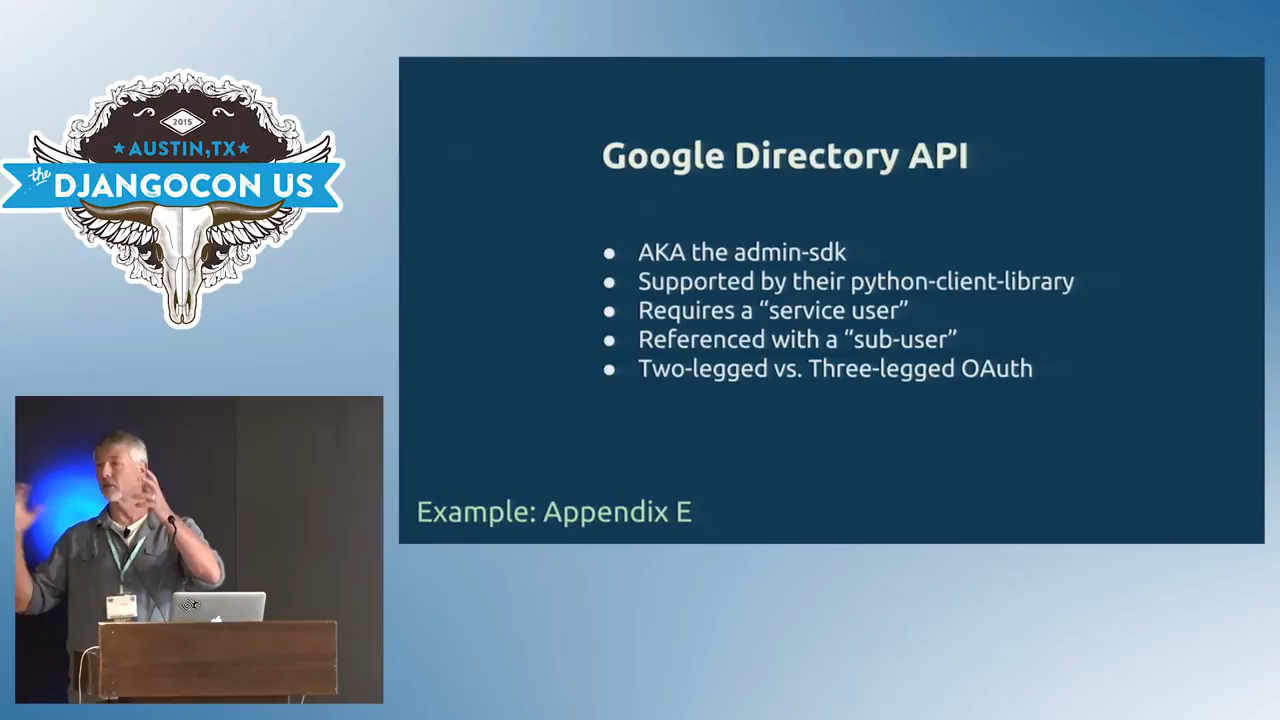 2015
AUSTIN,TX
the
DJANGOCON US
Google Directory API
● AKA the admin-sdk
● Supported by their python-client-library
● Requires a “service user”
● Referenced with a “sub-user”
● Two-legged vs. Three-legged OAuth
Example: Appendix E